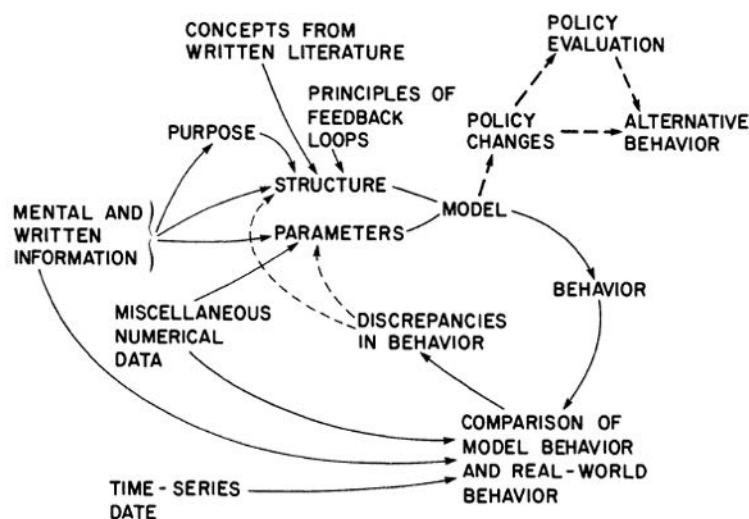 CONCEPTS FROM
WRITTEN LITERATURE
POLICY
EVALUATION
PRINCIPLES OF
FEEDBACK
LOOPS
PURPOSE
POLICY
CHANGES
ALTERNATIVE
BEHAVIOR
STRUCTURE
MODEL
MENTAL AND
WRITTEN
INFORMATION
PARAMETERS
BEHAVIOR
MISCELLANEOUS
NUMERICAL
DATA
DISCREPANCIES
IN BEHAVIOR
COMPARISON OF
MODEL BEHAVIOR
AND REAL-WORLD
BEHAVIOR
TIME-SERIES
DATE